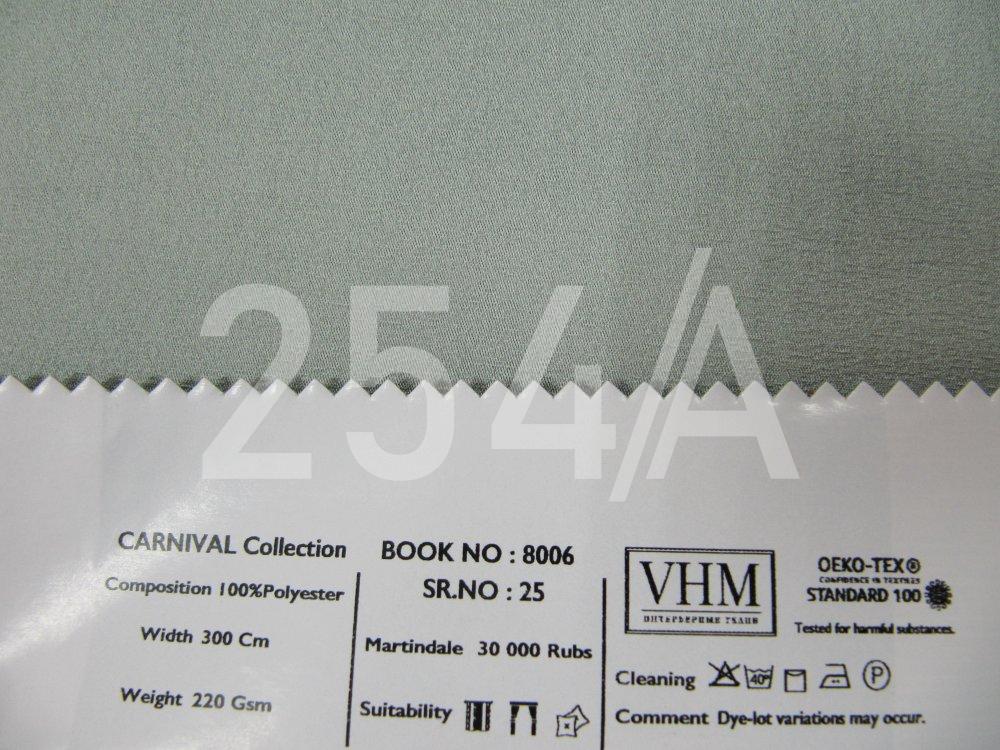 254/A
CARNIVAL Collection
Composition 100%Polyester
Width 300 Cm
Weight 220 Gsm
BOOK NO : 8006
SR.NO : 25
Martindale 30 000 Rubs
Suitability
VHM
ИНТЕРЬЕРНЫЕ ТКАНИ
OEKO-TEX®
CONFIDENCE IN TEXTILES
STANDARD 100
Tested for harmful substances.
Cleaning 40° P
Comment Dye-lot variations may occur.